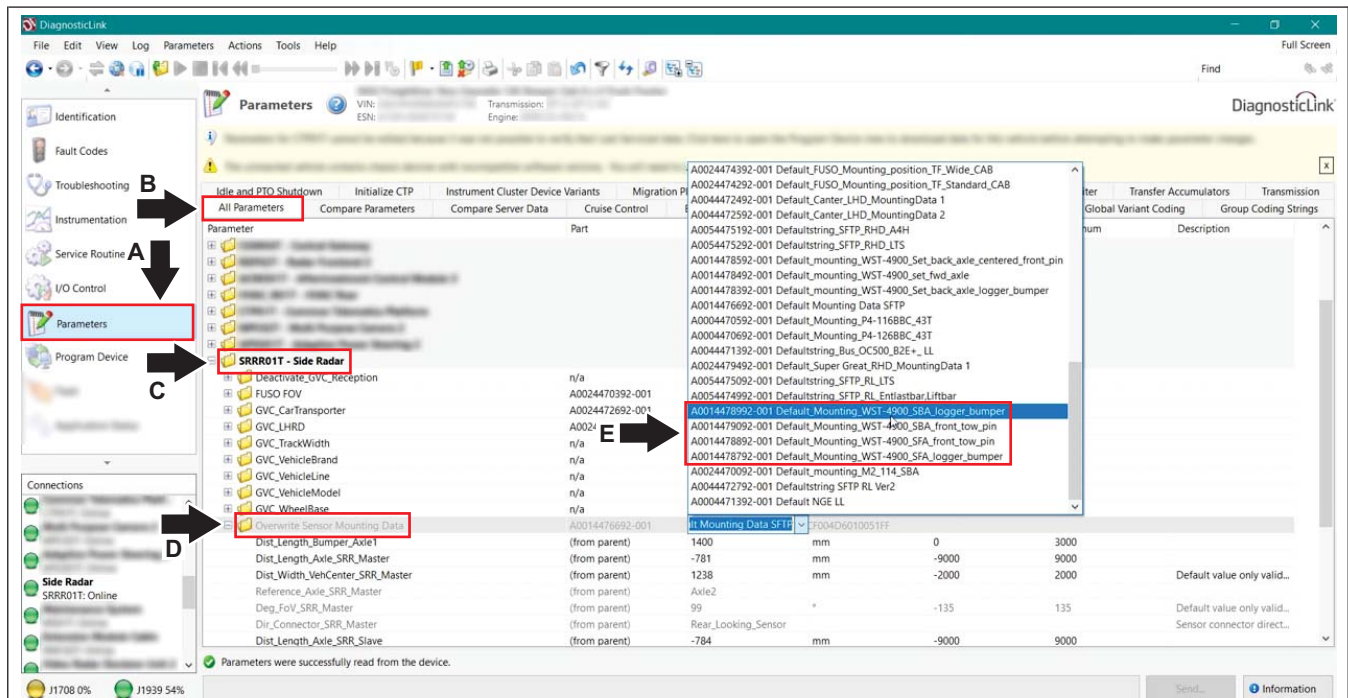 DiagnosticLink
File Edit View Log Parameters Actions Tools Help
Full Screen
Find
Identification
Fault Codes
Troubleshooting
Instrumentation
Service Routine
I/O Control
Parameters
Program Device
A
B
C
D
E
Parameters
VIN:
ESN:
Transmission:
Engine:
DiagnosticLink
x
Idle and PTO Shutdown Initialize CTP Instrument Cluster Device Variants Transfer Accumulators Transmission
All Parameters Compare Parameters Compare Server Data Cruise Control Global Variant Coding Group Coding Strings
Parameter Part Description
SRRR01T - Side Radar
Deactivate_GVC_Reception n/a
FUSO FOV A0024470392-001
GVC_CarTransporter A0024472692-001
GVC_LHRD
GVC_TrackWidth n/a
GVC_VehicleBrand n/a
GVC_VehicleLine n/a
GVC_VehicleModel n/a
GVC_WheelBase n/a
Overwrite Sensor Mounting Data A0014476692-001 Mounting Data SFTP
Dist_Length_Bumper_Axle1 (from parent) 1400 mm 0 3000
Dist_Length_Axle_SRR_Master (from parent) -781 mm -9000 9000
Dist_Width_VehCenter_SRR_Master (from parent) 1238 mm -2000 2000 Default value only valid...
Reference_Axle_SRR_Master (from parent) Axle2
Deg_FoV_SRR_Master (from parent) 99 ° -135 135 Default value only valid...
Dir_Connector_SRR_Master (from parent) Rear_Looking_Sensor Sensor connector direct...
Dist_Length_Axle_SRR_Slave (from parent) -784 mm -9000 9000
A0024474392-001 Default_FUSO_Mounting_position_TF_Wide_CAB
A0024474292-001 Default_FUSO_Mounting_position_TF_Standard_CAB
A0044472492-001 Default_Canter_LHD_MountingData 1
A0044472592-001 Default_Canter_LHD_MountingData 2
A0054475192-001 Defaultstring_SFTP_RHD_A4H
A0054475292-001 Defaultstring_SFTP_RHD_LTS
A0014478592-001 Default_mounting_WST-4900_Set_back_axle_centered_front_pin
A0014478492-001 Default_mounting_WST-4900_set_fwd_axle
A0014478392-001 Default_mounting_WST-4900_Set_back_axle_logger_bumper
A0014476692-001 Default Mounting Data SFTP
A0004470592-001 Default_Mounting_P4-116BBC_43T
A0004470692-001 Default_Mounting_P4-126BBC_43T
A0044471392-001 Defaultstring_Bus_OC500_B2E+_ LL
A0024479492-001 Default_Super Great_RHD_MountingData 1
A0054475092-001 Defaultstring_SFTP_RL_LTS
A0054474992-001 Defaultstring_SFTP_RL_Entlastbar,Liftbar
A0014478992-001 Default_Mounting_WST-4900_SBA_logger_bumper
A0014479092-001 Default_Mounting_WST-4900_SBA_front_tow_pin
A0014478892-001 Default_Mounting_WST-4900_SFA_front_tow_pin
A0014478792-001 Default_Mounting_WST-4900_SFA_logger_bumper
A0024470092-001 Default_mounting_M2_114_SBA
A0044472792-001 Defaultstring SFTP RL Ver2
A0004471392-001 Default NGE LL
Connections
Side Radar
SRRR01T: Online
Parameters were successfully read from the device.
J1708 0% J1939 54%
Send...
Information